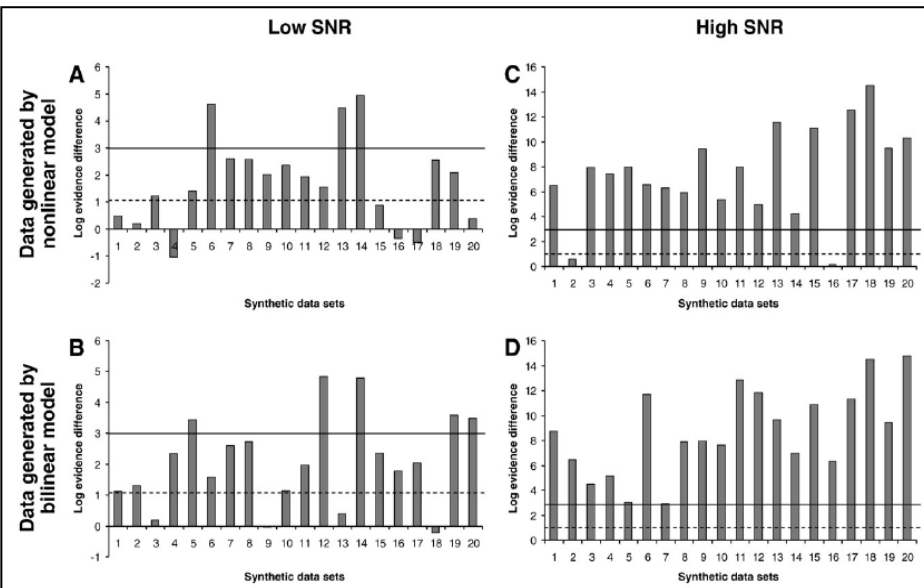 Low SNR
High SNR
Data generated by
nonlinear model
A
Log evidence difference
6
5
4
3
2
1
0
-1
-2
1 2 3 4 5 6 7 8 9 10 11 12 13 14 15 16 17 18 19 20
Synthetic data sets
C
Log evidence difference
16
14
12
10
8
6
4
2
0
1 2 3 4 5 6 7 8 9 10 11 12 13 14 15 16 17 18 19 20
Synthetic data sets
Data generated by
bilinear model
B
Log evidence difference
6
5
4
3
2
1
0
-1
1 2 3 4 5 6 7 8 9 10 11 12 13 14 15 16 17 18 19 20
Synthetic data sets
D
Log evidence difference
16
14
12
10
8
6
4
2
0
1 2 3 4 5 6 7 8 9 10 11 12 13 14 15 16 17 18 19 20
Synthetic data sets